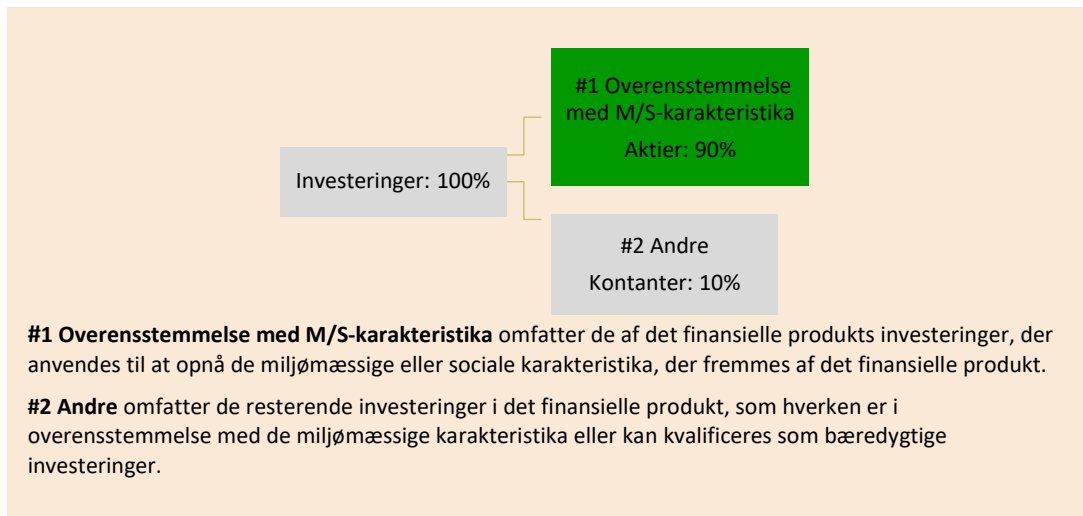 #1 Overensstemmelse
med M/S-karakteristika
Aktier: 90%
Investeringer: 100%
#2 Andre
Kontanter: 10%
#1 Overensstemmelse med M/S-karakteristika omfatter de af det finansielle produkts investeringer, der
anvendes til at opnå de miljømæssige eller sociale karakteristika, der fremmes af det finansielle produkt.
#2 Andre omfatter de resterende investeringer i det finansielle produkt, som hverken er i
overensstemmelse med de miljømæssige karakteristika eller kan kvalificeres som bæredygtige
investeringer.